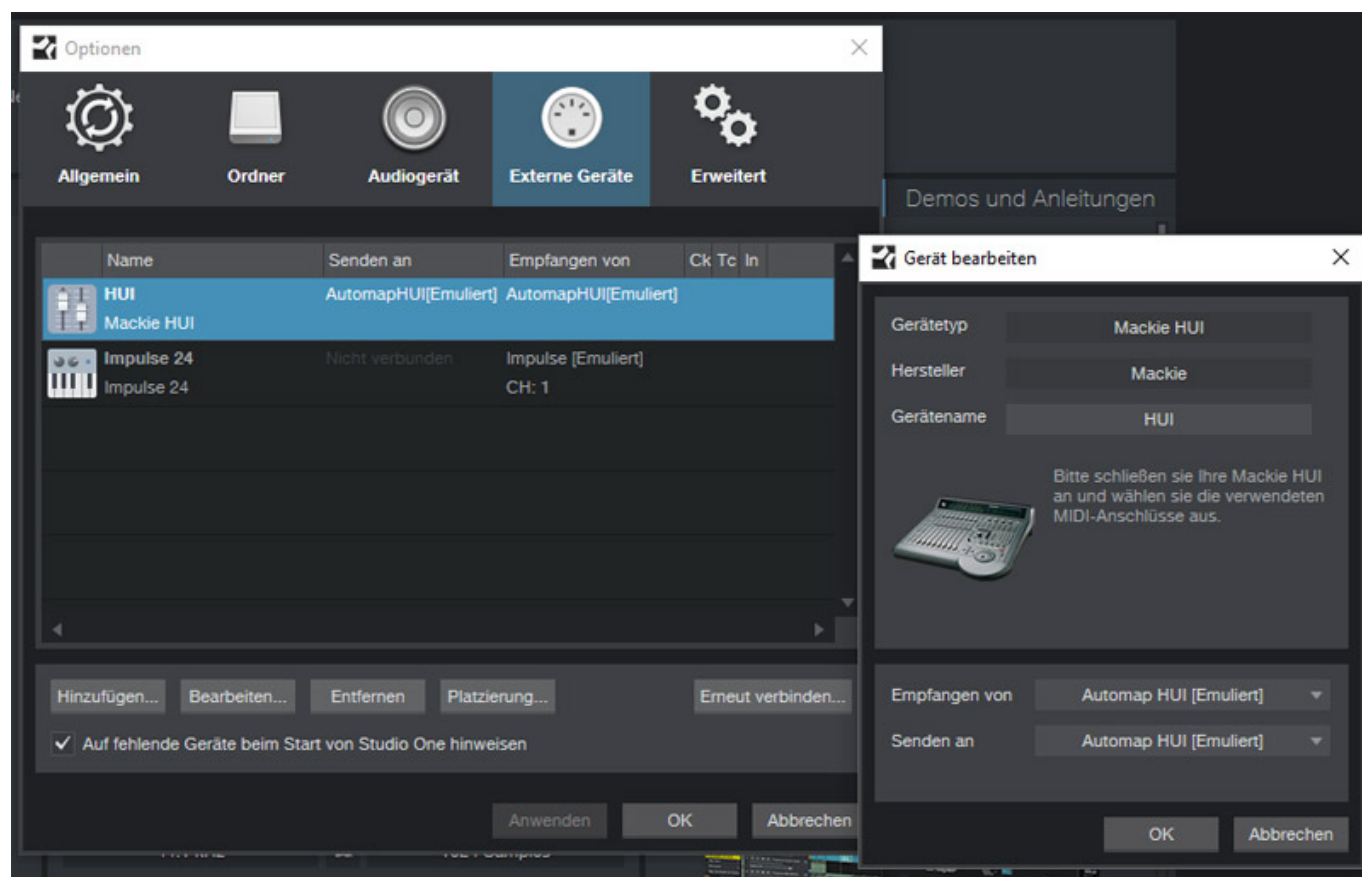 Optionen
Allgemein
Ordner
Audiogerät
Externe Geräte
Erweitert
Demos und Anleitungen
Name
Senden an
Empfangen von
Ck Tc In
HUI
AutomapHUI[Emuliert]
AutomapHUI[Emuliert]
Mackie HUI
Impulse 24
Nicht verbunden
Impulse [Emuliert]
Impulse 24
CH: 1
Hinzufügen...
Bearbeiten...
Entfernen
Platzierung...
Erneut verbinden...
Auf fehlende Geräte beim Start von Studio One hinweisen
Anwenden
OK
Abbrechen
Gerät bearbeiten
Gerätetyp
Mackie HUI
Hersteller
Mackie
Gerätename
HUI
Bitte schließen sie Ihre Mackie HUI
an und wählen sie die verwendeten
MIDI-Anschlüsse aus.
Empfangen von
Automap HUI [Emuliert]
Senden an
Automap HUI [Emuliert]
OK
Abbrechen